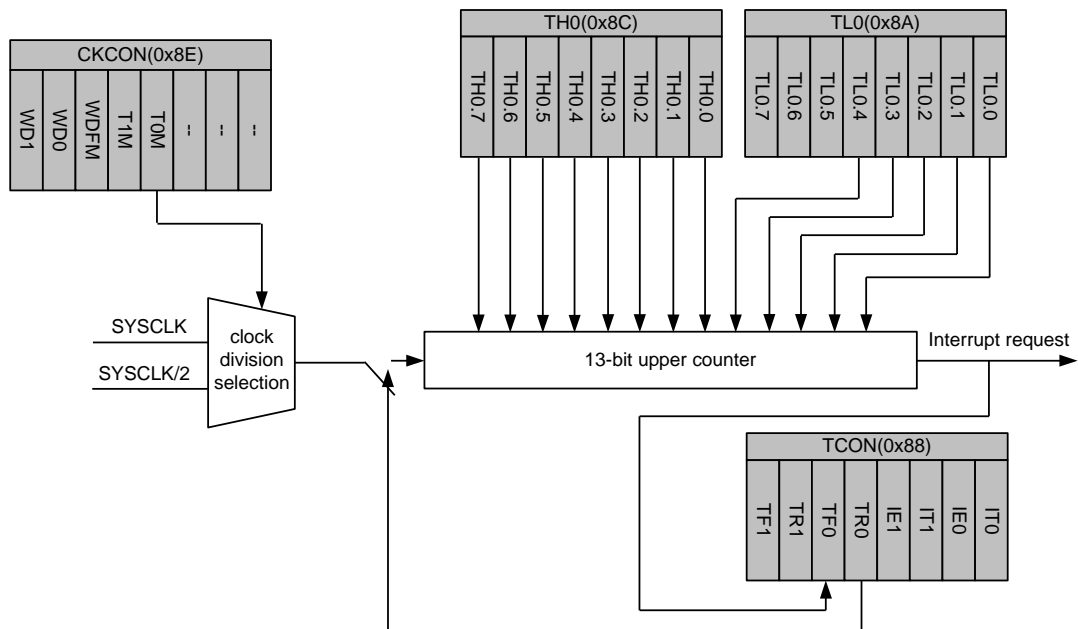 CKCON(0x8E)
WD1
WD0
WDFM
T1M
T0M
--
--
--
TH0(0x8C)
TH0.7
TH0.6
TH0.5
TH0.4
TH0.3
TH0.2
TH0.1
TH0.0
TL0(0x8A)
TL0.7
TL0.6
TL0.5
TL0.4
TL0.3
TL0.2
TL0.1
TL0.0
SYSCLK
SYSCLK/2
clock
division
selection
13-bit upper counter
Interrupt request
TCON(0x88)
TF1
TR1
TF0
TR0
IE1
IT1
IE0
IT0